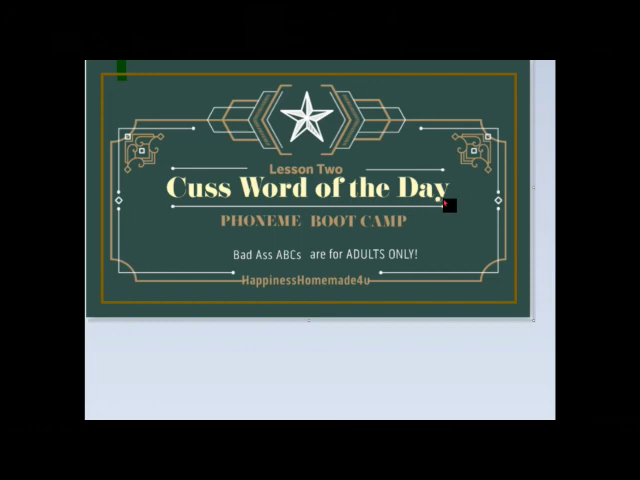 Lesson Two
Cuss Word of the Day
PHONEME BOOT CAMP
Bad Ass ABCs are for ADULTS ONLY!
HappinessHomemade4u